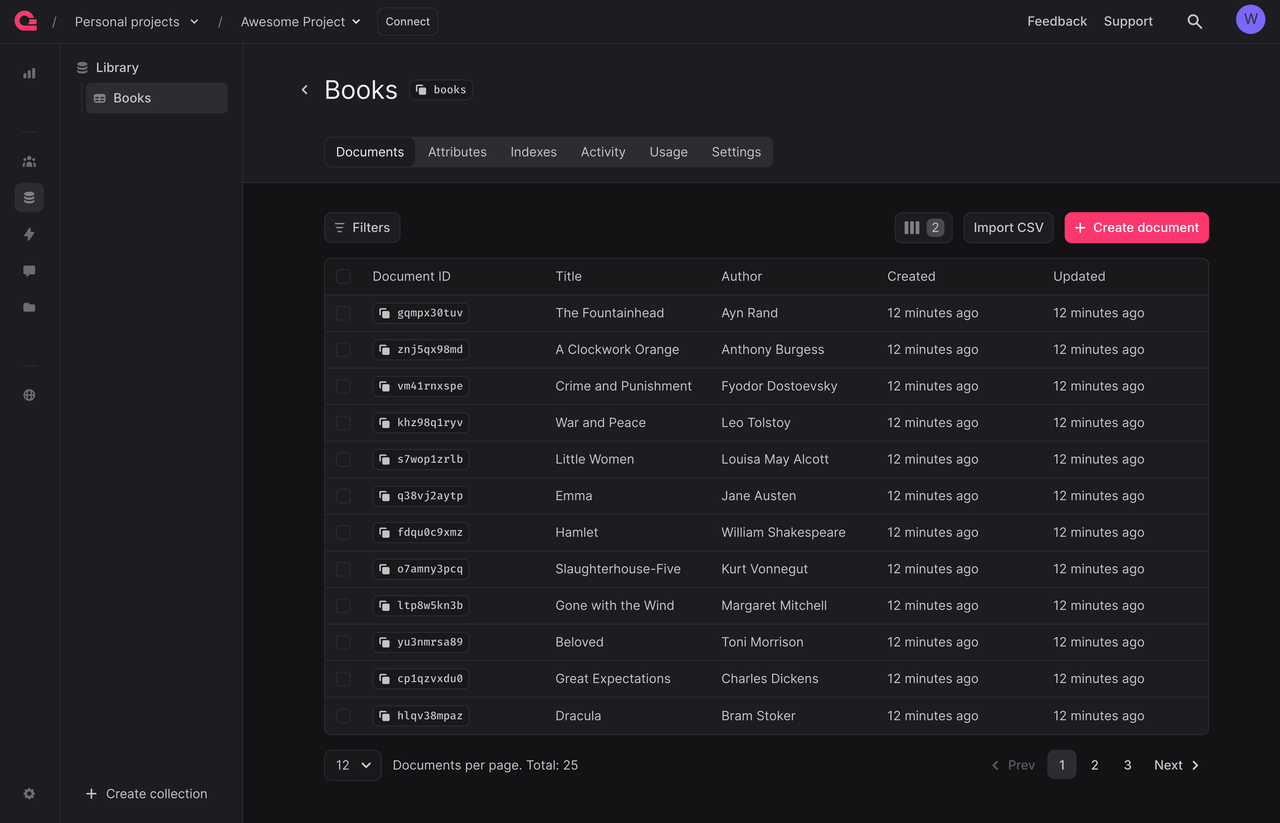 / Personal projects / Awesome Project Connect Feedback Support W
Library
Books
Create collection
Books books
Documents Attributes Indexes Activity Usage Settings
Filters 2 Import CSV + Create document
Document ID Title Author Created Updated
gqmpx30tuv The Fountainhead Ayn Rand 12 minutes ago 12 minutes ago
znj5qx98md A Clockwork Orange Anthony Burgess 12 minutes ago 12 minutes ago
vm41rnxspe Crime and Punishment Fyodor Dostoevsky 12 minutes ago 12 minutes ago
khz98q1ryv War and Peace Leo Tolstoy 12 minutes ago 12 minutes ago
s7wop1zrlb Little Women Louisa May Alcott 12 minutes ago 12 minutes ago
q38vj2aytp Emma Jane Austen 12 minutes ago 12 minutes ago
fdqu0c9xmz Hamlet William Shakespeare 12 minutes ago 12 minutes ago
o7amny3pcq Slaughterhouse-Five Kurt Vonnegut 12 minutes ago 12 minutes ago
ltp8w5kn3b Gone with the Wind Margaret Mitchell 12 minutes ago 12 minutes ago
yu3nmrsa89 Beloved Toni Morrison 12 minutes ago 12 minutes ago
cp1qzvxdu0 Great Expectations Charles Dickens 12 minutes ago 12 minutes ago
hlqv38mpaz Dracula Bram Stoker 12 minutes ago 12 minutes ago
12 Documents per page. Total: 25 Prev 1 2 3 Next